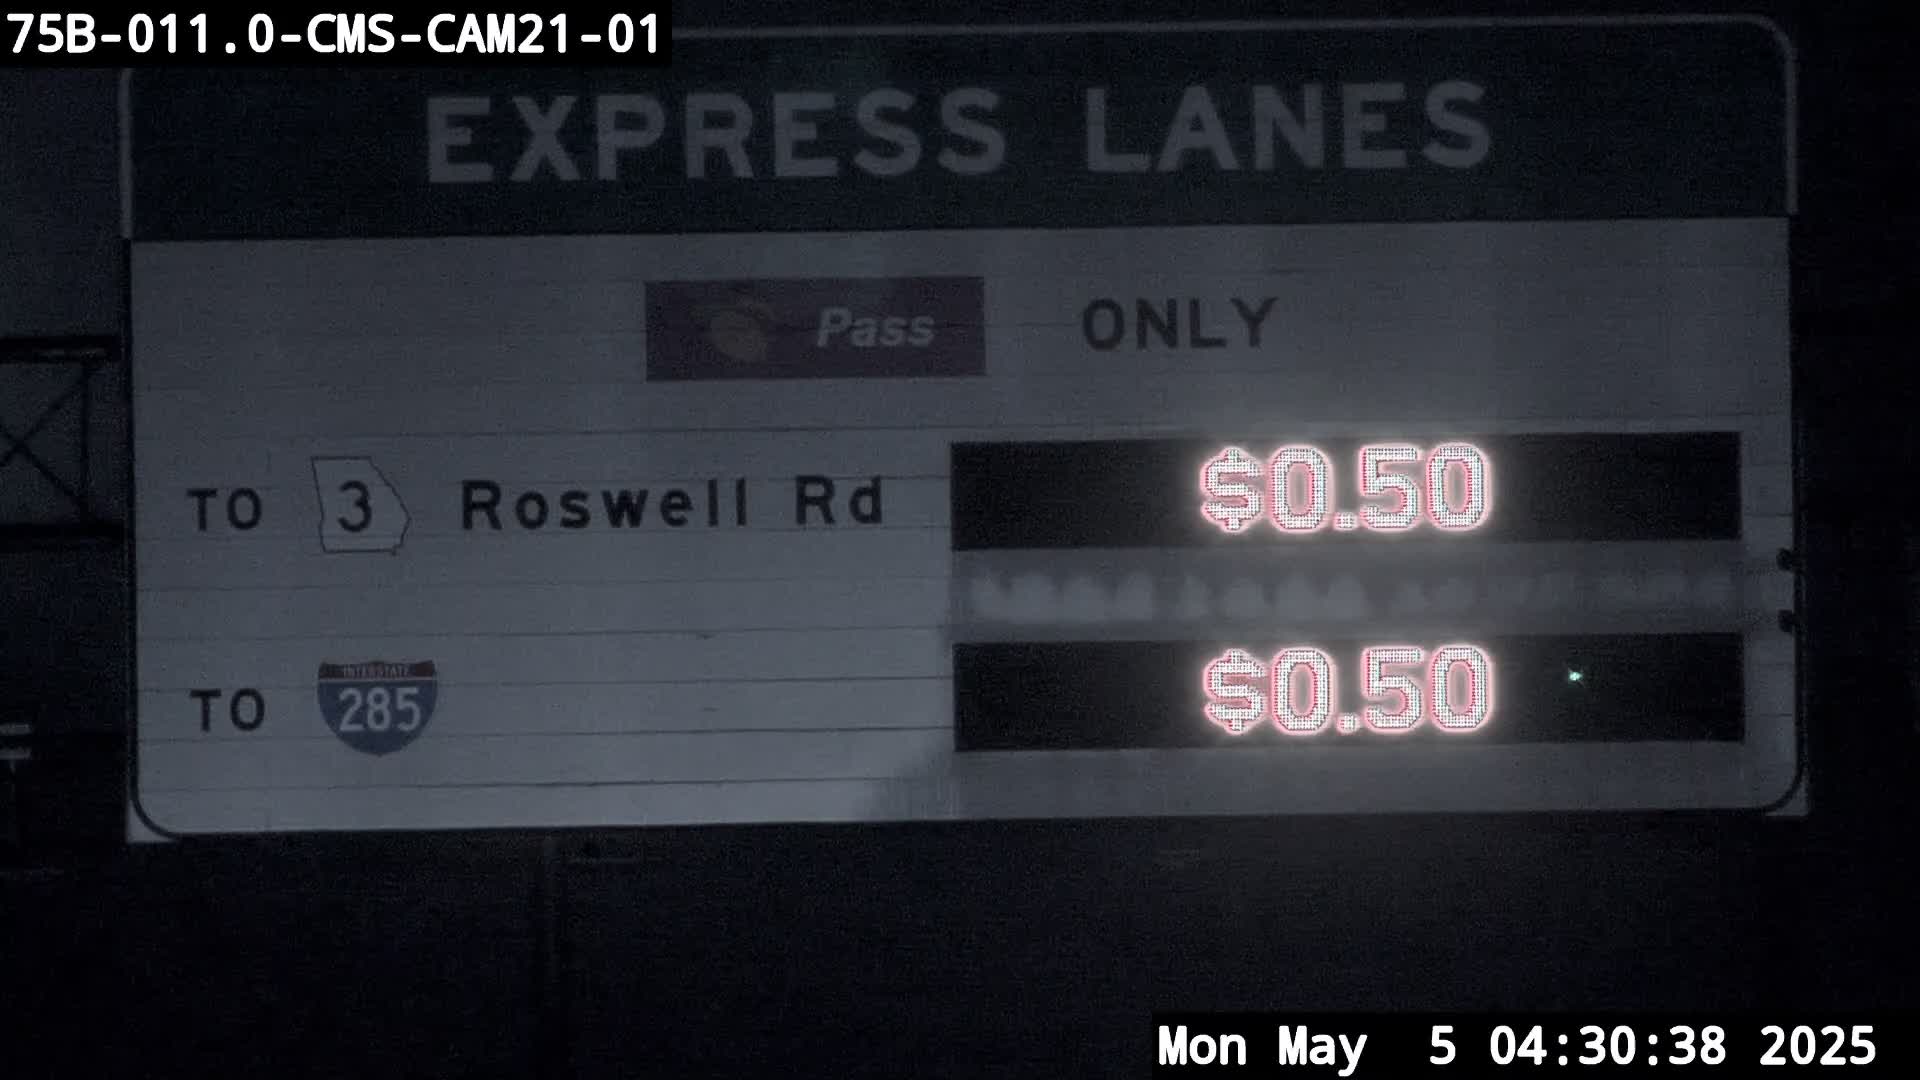 75B-011.0-CMS-CAM21-01
EXPRESS LANES
Pass ONLY
TO 3 Roswell Rd $0.50
INTERSTATE
TO 285 $0.50
Mon May 5 04:30:38 2025